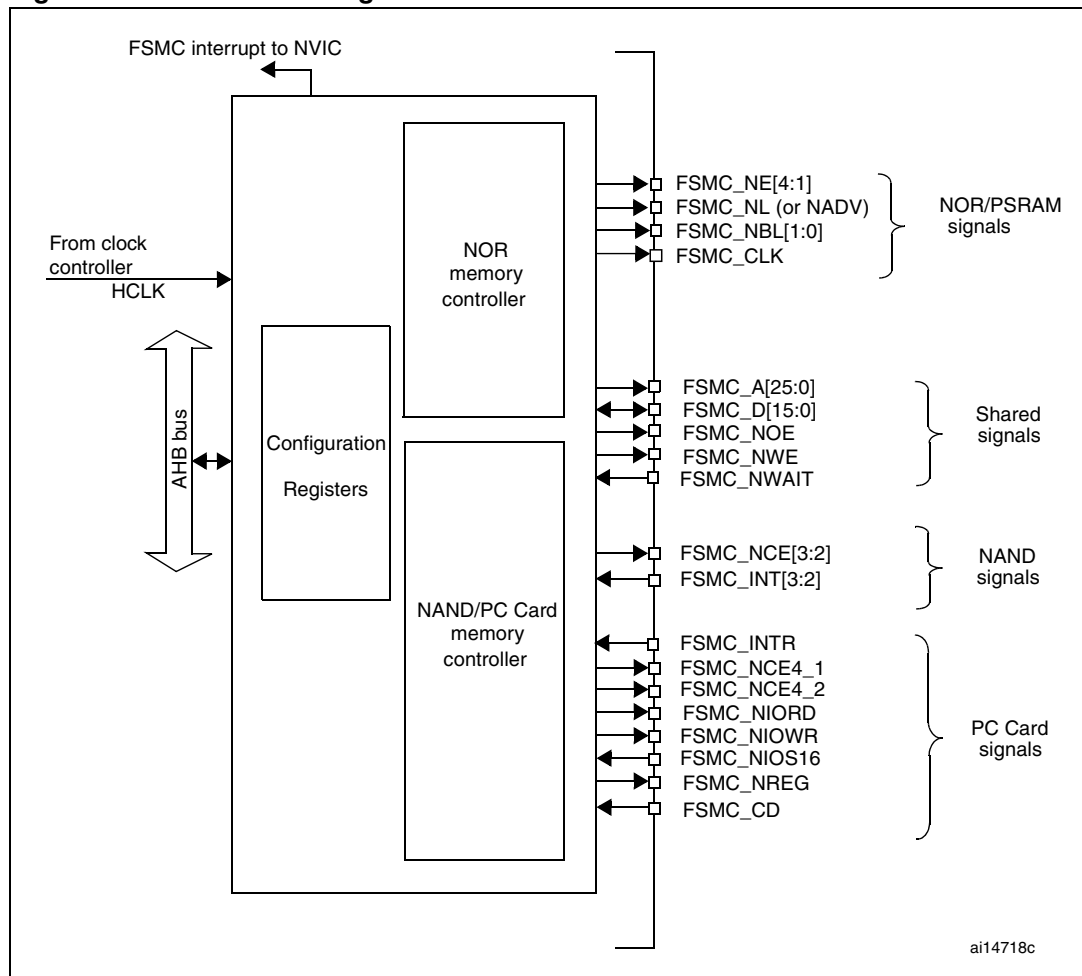 FSMC interrupt to NVIC
From clock
controller
HCLK
AHB bus
Configuration
Registers
NOR
memory
controller
NAND/PC Card
memory
controller
FSMC_NE[4:1]
FSMC_NL (or NADV)
FSMC_NBL[1:0]
FSMC_CLK
NOR/PSRAM
signals
FSMC_A[25:0]
FSMC_D[15:0]
FSMC_NOE
FSMC_NWE
FSMC_NWAIT
Shared
signals
FSMC_NCE[3:2]
FSMC_INT[3:2]
NAND
signals
FSMC_INTR
FSMC_NCE4_1
FSMC_NCE4_2
FSMC_NIORD
FSMC_NIOWR
FSMC_NIOS16
FSMC_NREG
FSMC_CD
PC Card
signals
ai14718c